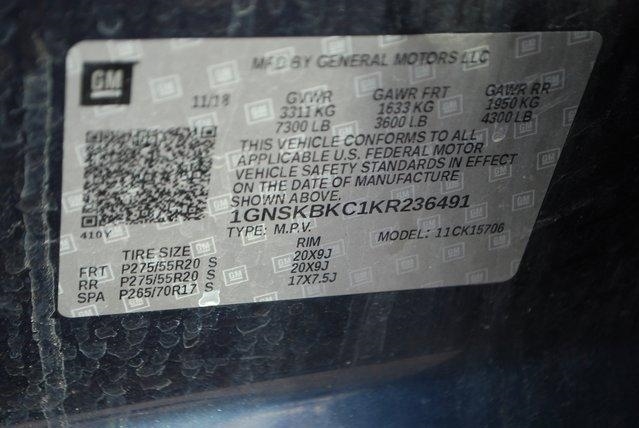 GM
MFD BY GENERAL MOTORS LLC
11/18 GVWR GAWR FRT GAWR RR
3311 KG 1633 KG 1950 KG
7300 LB 3600 LB 4300 LB
THIS VEHICLE CONFORMS TO ALL
APPLICABLE U.S. FEDERAL MOTOR
VEHICLE SAFETY STANDARDS IN EFFECT
ON THE DATE OF MANUFACTURE
SHOWN ABOVE.
1GNSKBKC1KR236491
410Y
TYPE: M.P.V. MODEL: 11CK15706
TIRE SIZE RIM
FRT P275/55R20 S 20X9J
RR P275/55R20 S 20X9J
SPA P265/70R17 S 17X7.5J